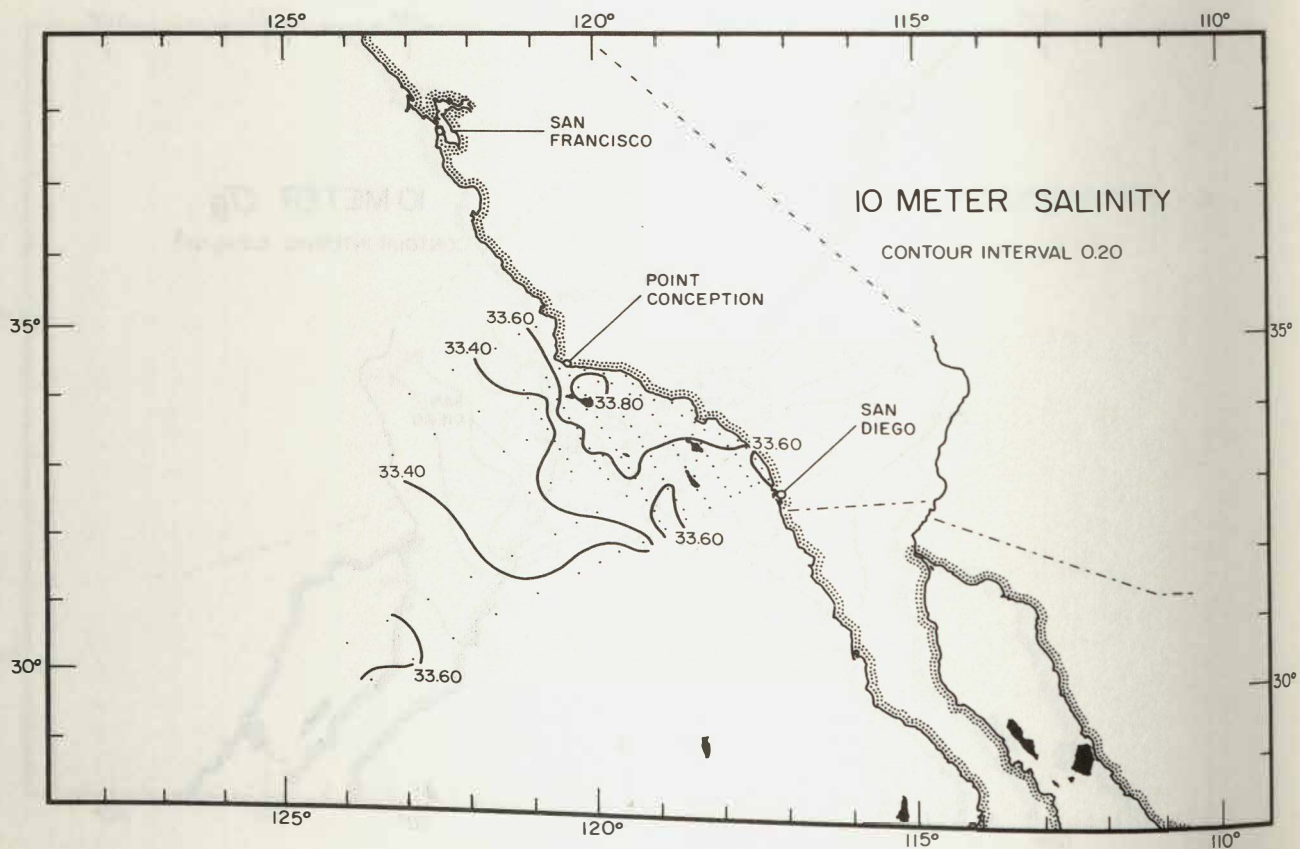 125° 120° 115° 110°
SAN
FRANCISCO
10 METER SALINITY
CONTOUR INTERVAL 0.20
POINT
CONCEPTION
33.60
35° 35°
33.40
33.80
SAN
DIEGO
33.60
33.40
33.60
30° 30°
33.60
125° 120° 115° 110°